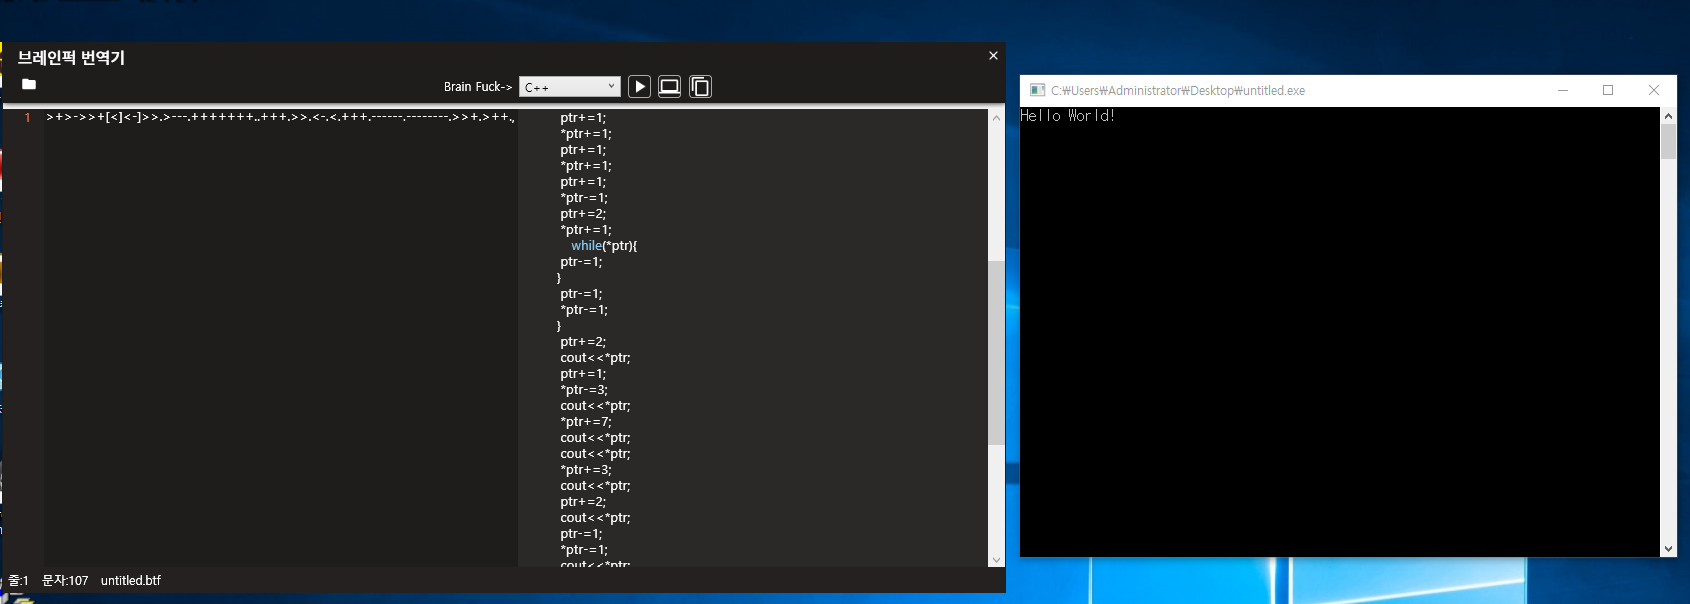 브레인퍽 번역기
Brain Fuck-> C++
1 >+>->>+[<]<-]>>.>---.+++++++..+++.>>.<-.<.+++.------.--------.>>+.>++.,
ptr+=1;
*ptr+=1;
ptr+=1;
*ptr+=1;
ptr+=1;
*ptr-=1;
ptr+=2;
*ptr+=1;
while(*ptr){
ptr-=1;
}
ptr-=1;
*ptr-=1;
}
ptr+=2;
cout<<*ptr;
ptr+=1;
*ptr-=3;
cout<<*ptr;
*ptr+=7;
cout<<*ptr;
cout<<*ptr;
*ptr+=3;
cout<<*ptr;
ptr+=2;
cout<<*ptr;
ptr-=1;
*ptr-=1;
cout<<*ptr;
줄:1 문자:107 untitled.btf
C:₩Users₩Administrator₩Desktop₩untitled.exe
Hello World!